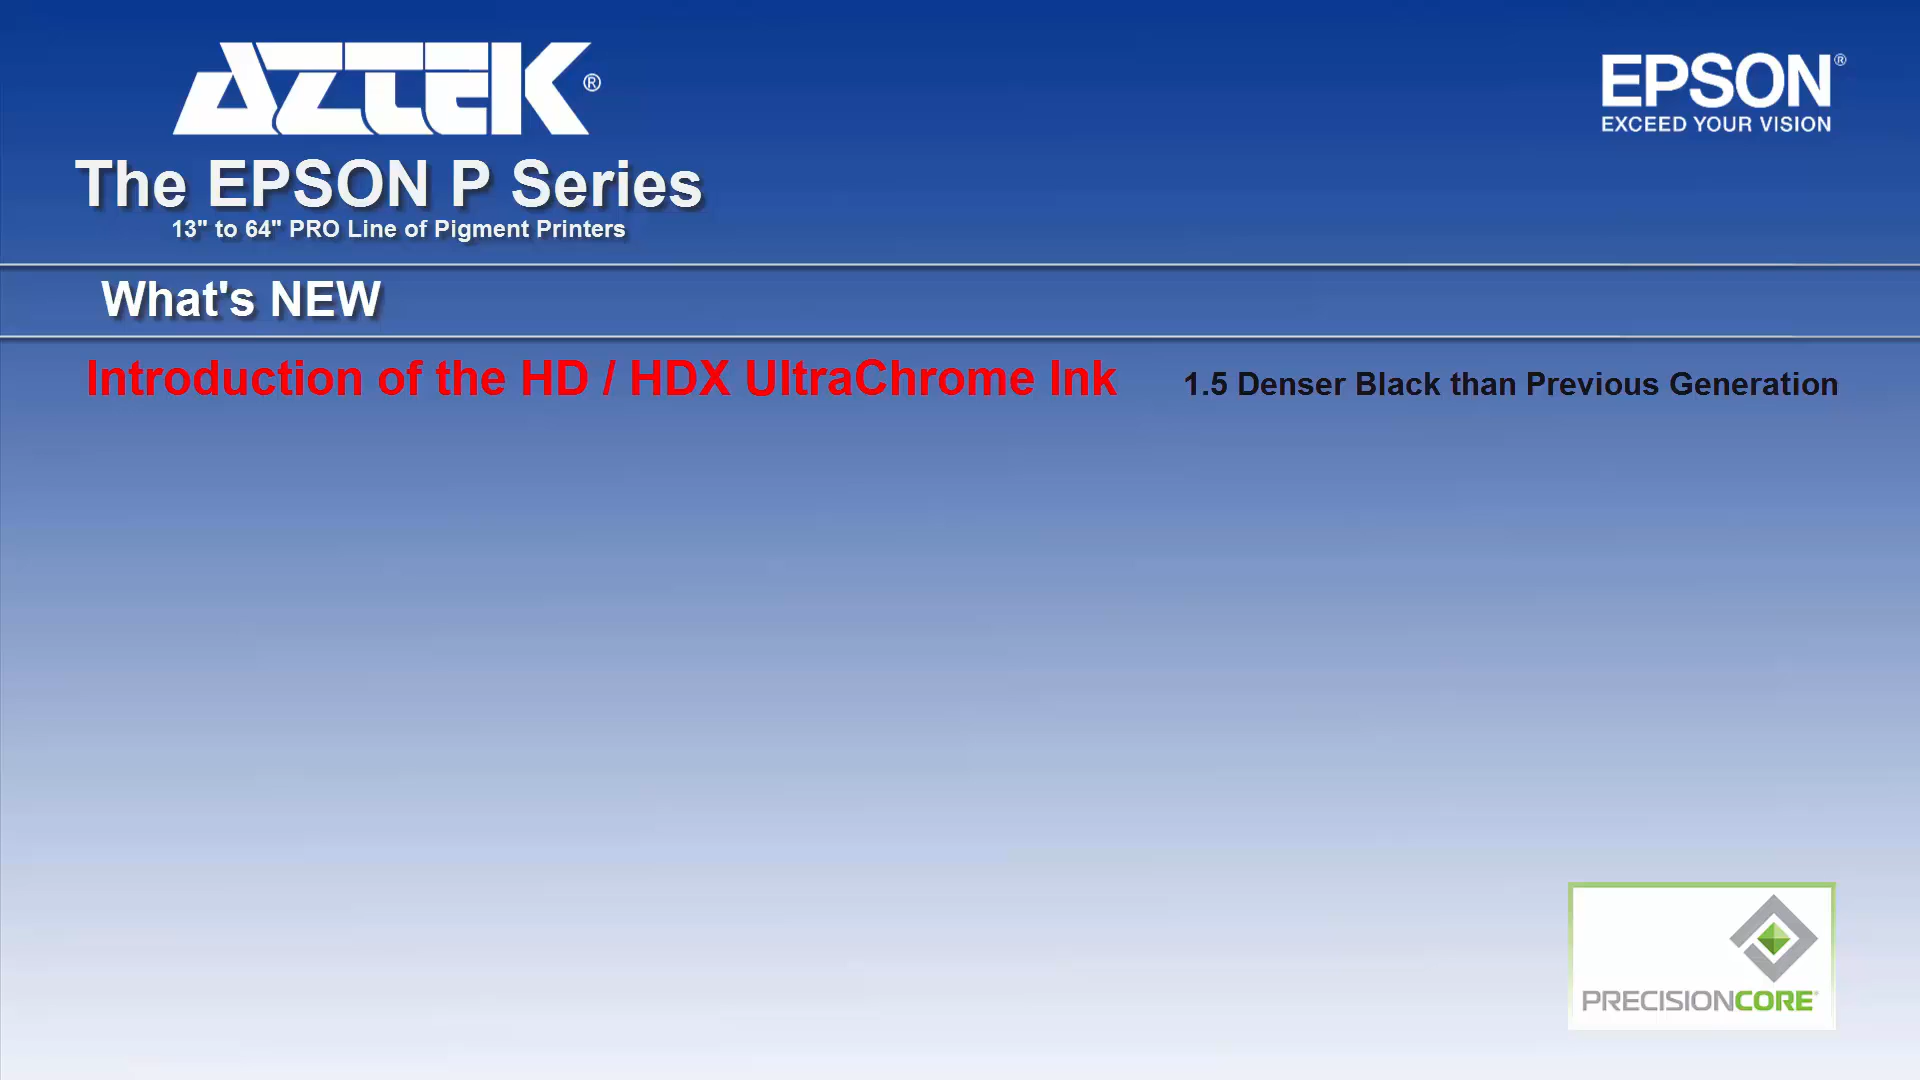 AZTEK®
EPSON®
EXCEED YOUR VISION
The EPSON P Series
13" to 64" PRO Line of Pigment Printers
What's NEW
Introduction of the HD / HDX UltraChrome Ink
1.5 Denser Black than Previous Generation
PRECISIONCORE